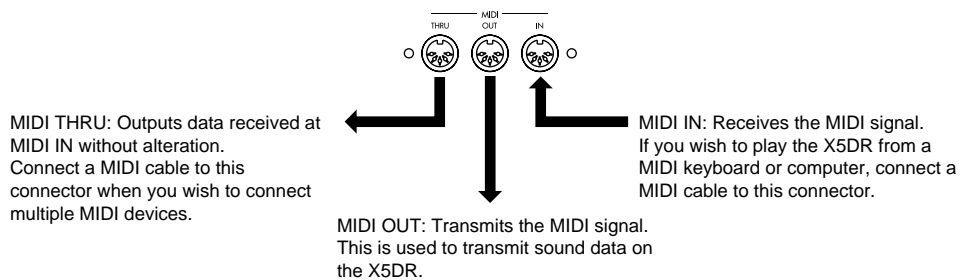 MIDI
THRU OUT IN
MIDI THRU: Outputs data received at
MIDI IN without alteration.
Connect a MIDI cable to this
connector when you wish to connect
multiple MIDI devices.
MIDI IN: Receives the MIDI signal.
If you wish to play the X5DR from a
MIDI keyboard or computer, connect a
MIDI cable to this connector.
MIDI OUT: Transmits the MIDI signal.
This is used to transmit sound data on
the X5DR.